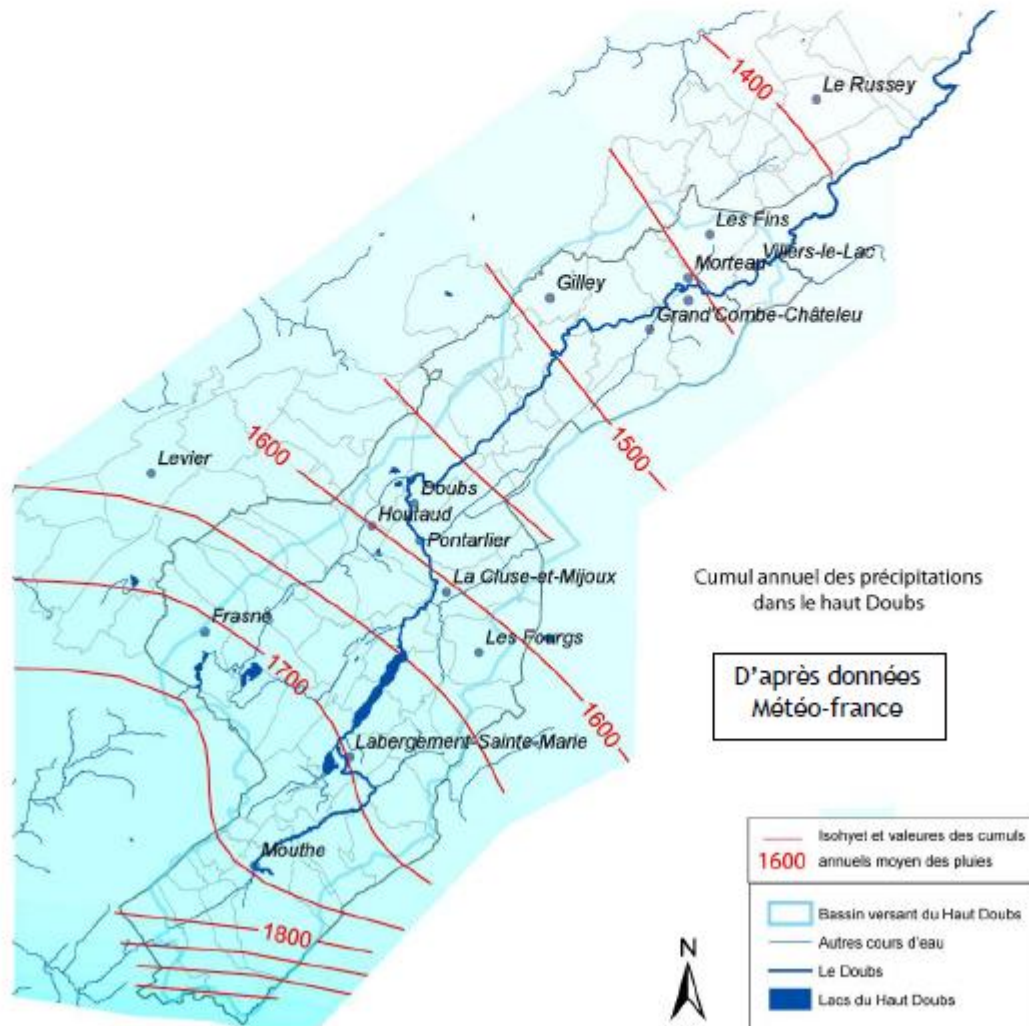 1400
Le Russey
Les Fins
Villers-le-Lac
Morteau
Gilley
Grand'Combe-Châteleu
1600
1500
Levier
Doubs
Houtaud
Pontarlier
La Cluse-et-Mijoux
Cumul annuel des précipitations
dans le haut Doubs
Frasne
Les Fourgs
1700
1600
D'après données
Météo-france
Labergement-Sainte-Marie
Mouthe
1800
N
Isohyet et valeures des cumuls
1600 annuels moyen des pluies
Bassin versant du Haut Doubs
Autres cours d'eau
Le Doubs
Lacs du Haut Doubs